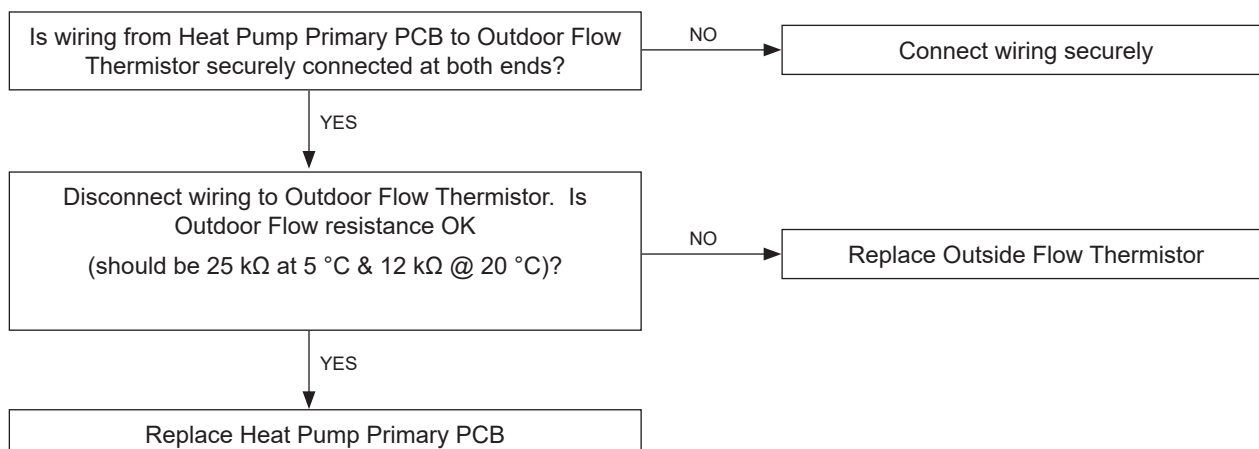 Is wiring from Heat Pump Primary PCB to Outdoor Flow
Thermistor securely connected at both ends?
NO
Connect wiring securely
YES
Disconnect wiring to Outdoor Flow Thermistor.  Is
Outdoor Flow resistance OK
(should be 25 kΩ at 5 °C & 12 kΩ @ 20 °C)?
NO
Replace Outside Flow Thermistor
YES
Replace Heat Pump Primary PCB